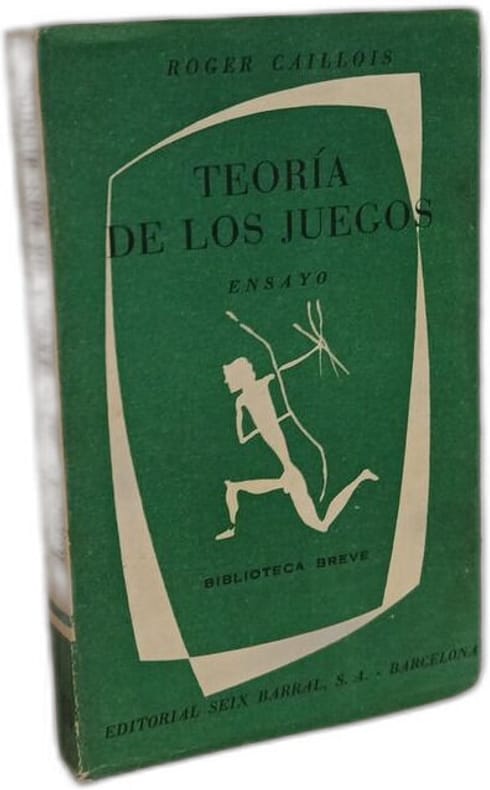 ROGER CAILLOIS
TEORÍA
DE LOS JUEGOS
ENSAYO
BIBLIOTECA BREVE
EDITORIAL SEIX BARRAL, S. A. - BARCELONA